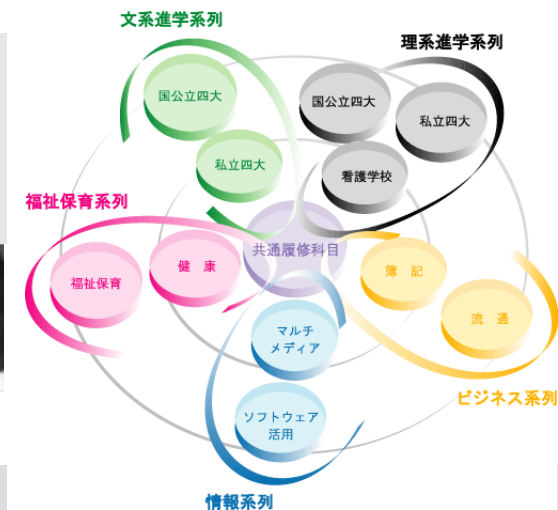 文系進学系列
国公立四大
私立四大
理系進学系列
国公立四大
私立四大
看護学校
福祉保育系列
福祉保育
健 康
共通履修科目
簿 記
流 通
ビジネス系列
マルチ
メディア
ソフトウェア
活用
情報系列